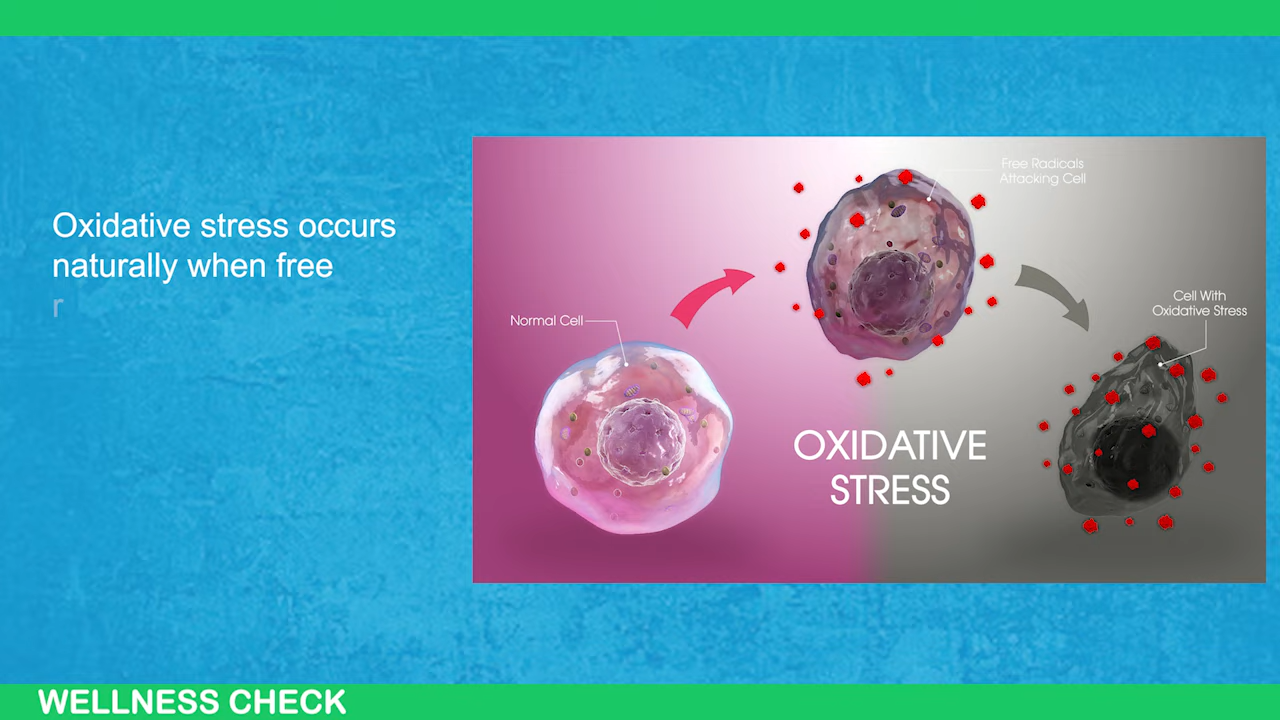 Oxidative stress occurs
naturally when free
r
Free Radicals
Attacking Cell
Cell With
Oxidative Stress
Normal Cell
OXIDATIVE
STRESS
WELLNESS CHECK